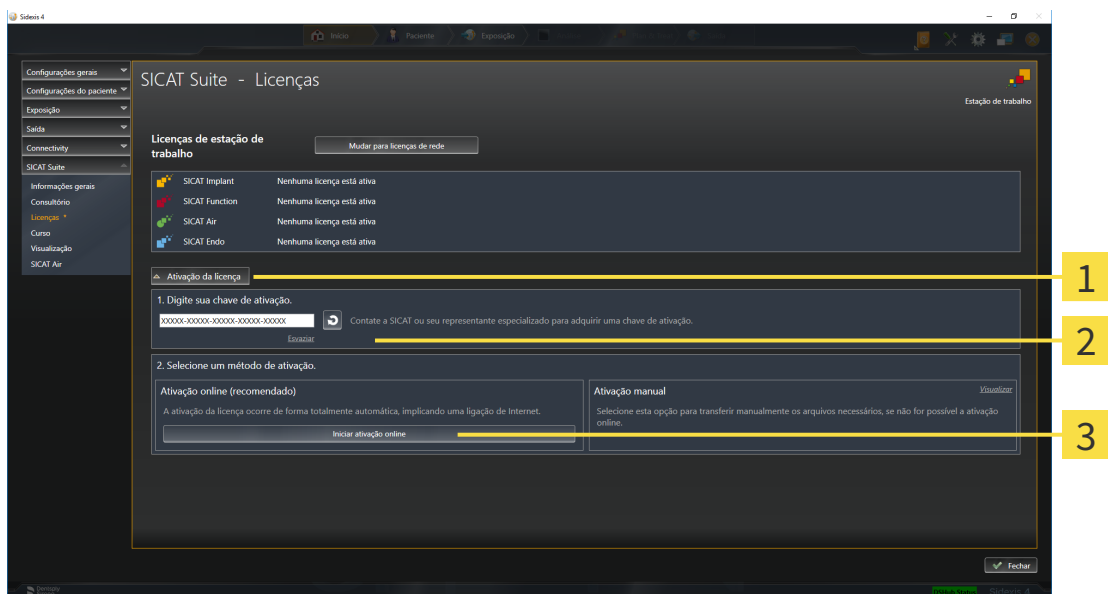 Sidexis 4
Início
Paciente
Exposição
Configurações gerais
Configurações do paciente
Exposição
Saída
Connectivity
SICAT Suite
Informações gerais
Consultório
Licenças *
Curso
Visualização
SICAT Air
SICAT Suite - Licenças
Estação de trabalho
Licenças de estação de
trabalho
Mudar para licenças de rede
SICAT Implant Nenhuma licença está ativa
SICAT Function Nenhuma licença está ativa
SICAT Air Nenhuma licença está ativa
SICAT Endo Nenhuma licença está ativa
Ativação da licença
1
1. Digite sua chave de ativação.
XXXXX-XXXXX-XXXXX-XXXXX-XXXXX
Contate a SICAT ou seu representante especializado para adquirir uma chave de ativação.
Esvaziar
2
2. Selecione um método de ativação.
Ativação online (recomendado)
A ativação da licença ocorre de forma totalmente automática, implicando uma ligação de Internet.
Iniciar ativação online
Ativação manual
Visualizar
Selecione esta opção para transferir manualmente os arquivos necessários, se não for possível a ativação
online.
3
Fechar
Dentsply
Sidexis 4